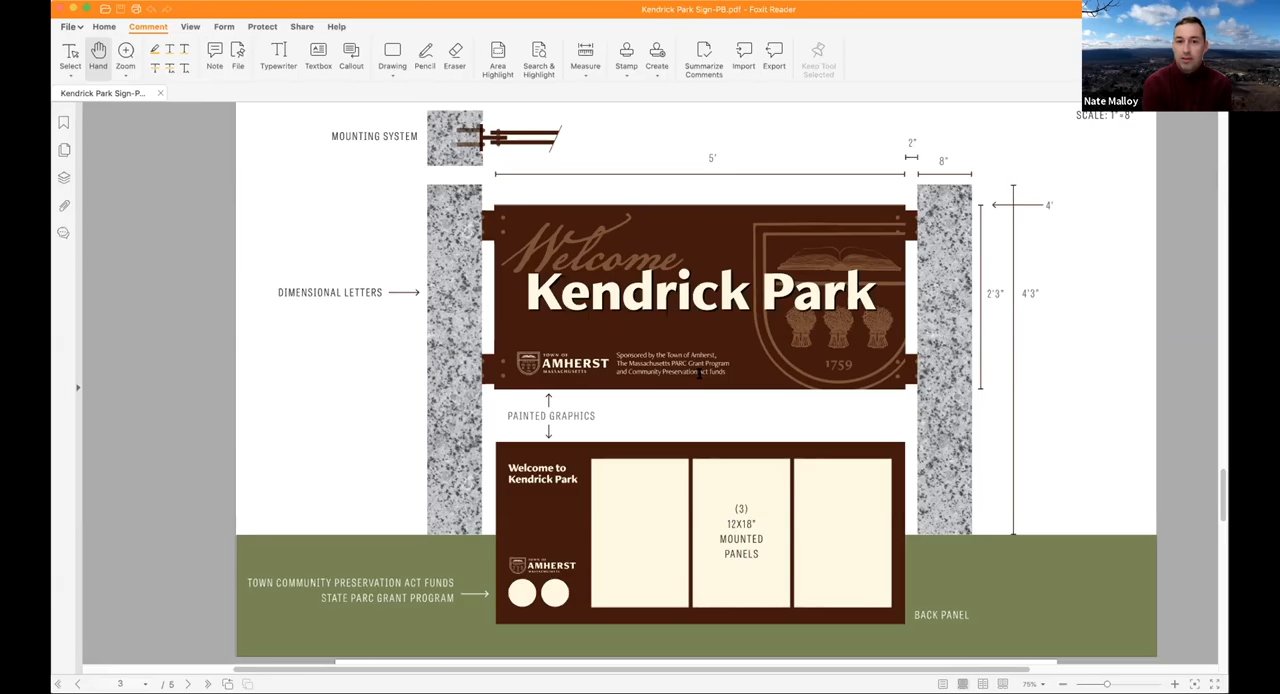 Kendrick Park Sign-PB.pdf - Foxit Reader
File
Home
Comment
View
Form
Protect
Share
Help
Select
Hand
Zoom
Note
File
Typewriter
Textbox
Callout
Drawing
Pencil
Eraser
Area
Highlight
Search &
Highlight
Measure
Stamp
Create
Summarize
Comments
Import
Export
Keep Tool
Selected
Nate Malloy
Kendrick Park Sign-P...
SCALE: 1"=8"
MOUNTING SYSTEM
5'
2"
8"
4'
Welcome
Kendrick Park
DIMENSIONAL LETTERS
2'3"
4'3"
1759
TOWN OF
AMHERST
MASSACHUSETTS
Sponsored by the Town of Amherst,
The Massachusetts PARC Grant Program
and Community Preservation Act funds
PAINTED GRAPHICS
Welcome to
Kendrick Park
(3)
12X18"
MOUNTED
PANELS
TOWN OF
AMHERST
MASSACHUSETTS
TOWN COMMUNITY PRESERVATION ACT FUNDS
STATE PARC GRANT PROGRAM
BACK PANEL
3
/ 5
75%